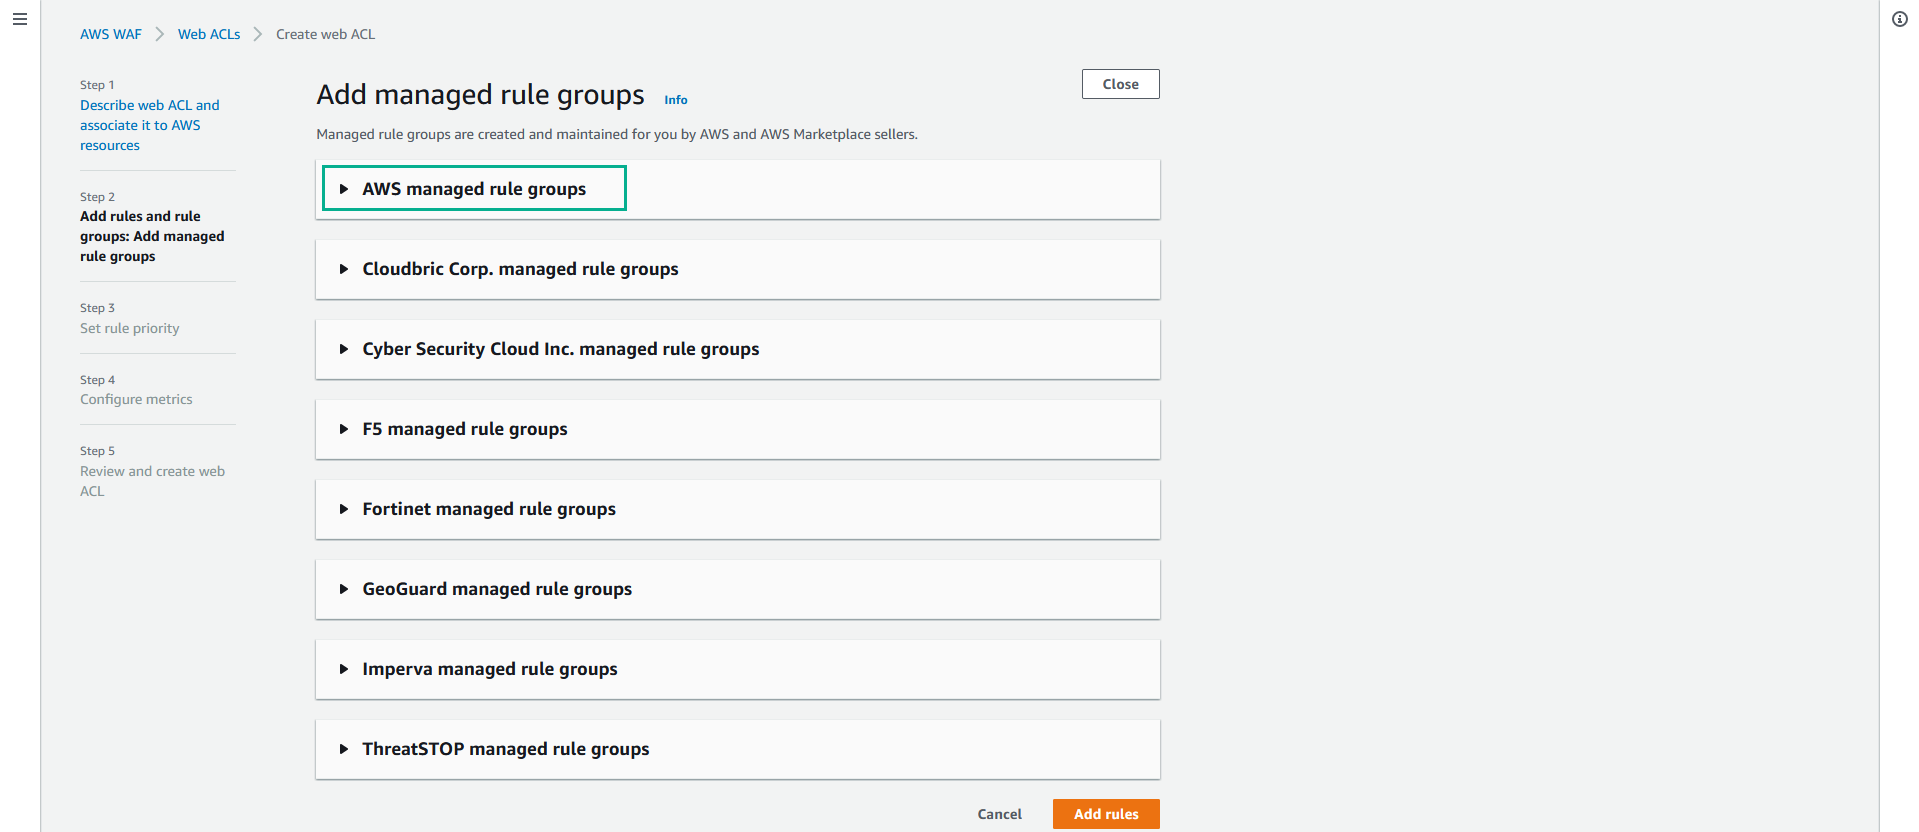 AWS WAF
Web ACLs
Create web ACL
Step 1
Describe web ACL and
associate it to AWS
resources
Step 2
Add rules and rule
groups: Add managed
rule groups
Step 3
Set rule priority
Step 4
Configure metrics
Step 5
Review and create web
ACL
Add managed rule groups Info
Close
Managed rule groups are created and maintained for you by AWS and AWS Marketplace sellers.
AWS managed rule groups
Cloudbric Corp. managed rule groups
Cyber Security Cloud Inc. managed rule groups
F5 managed rule groups
Fortinet managed rule groups
GeoGuard managed rule groups
Imperva managed rule groups
ThreatSTOP managed rule groups
Cancel
Add rules